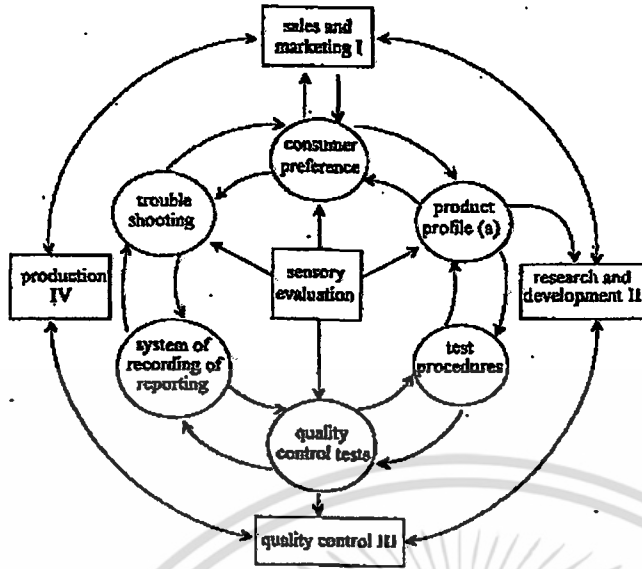 sales and
marketing I
consumer
preference
trouble
shooting
product
profile (a)
production
IV
sensory
evaluation
research and
development II
system of
recording of
reporting
test
procedures
quality
control tests
quality control III